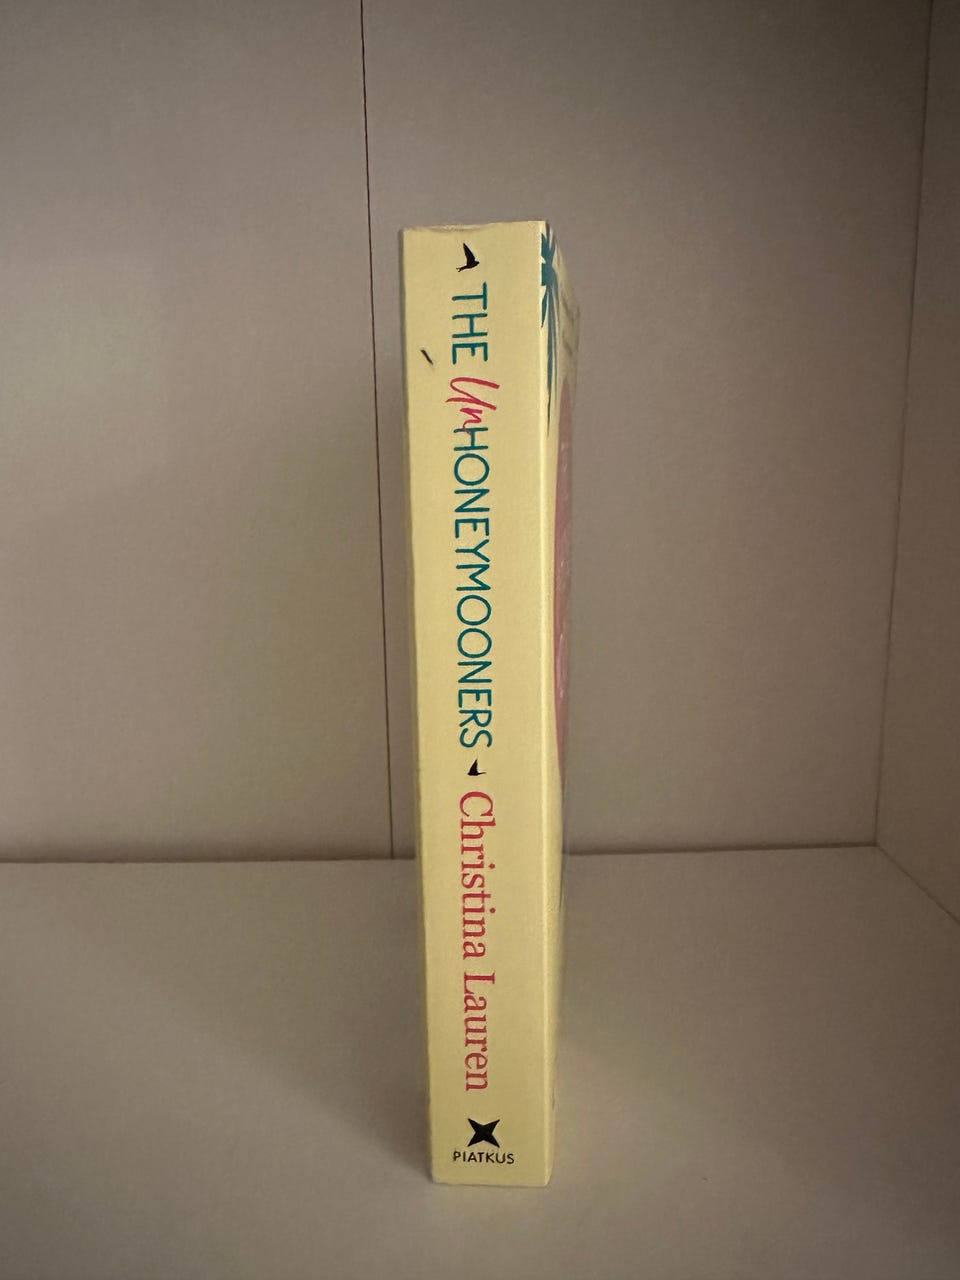 THE UnHONEYMOONERS
Christina Lauren
PIATKUS